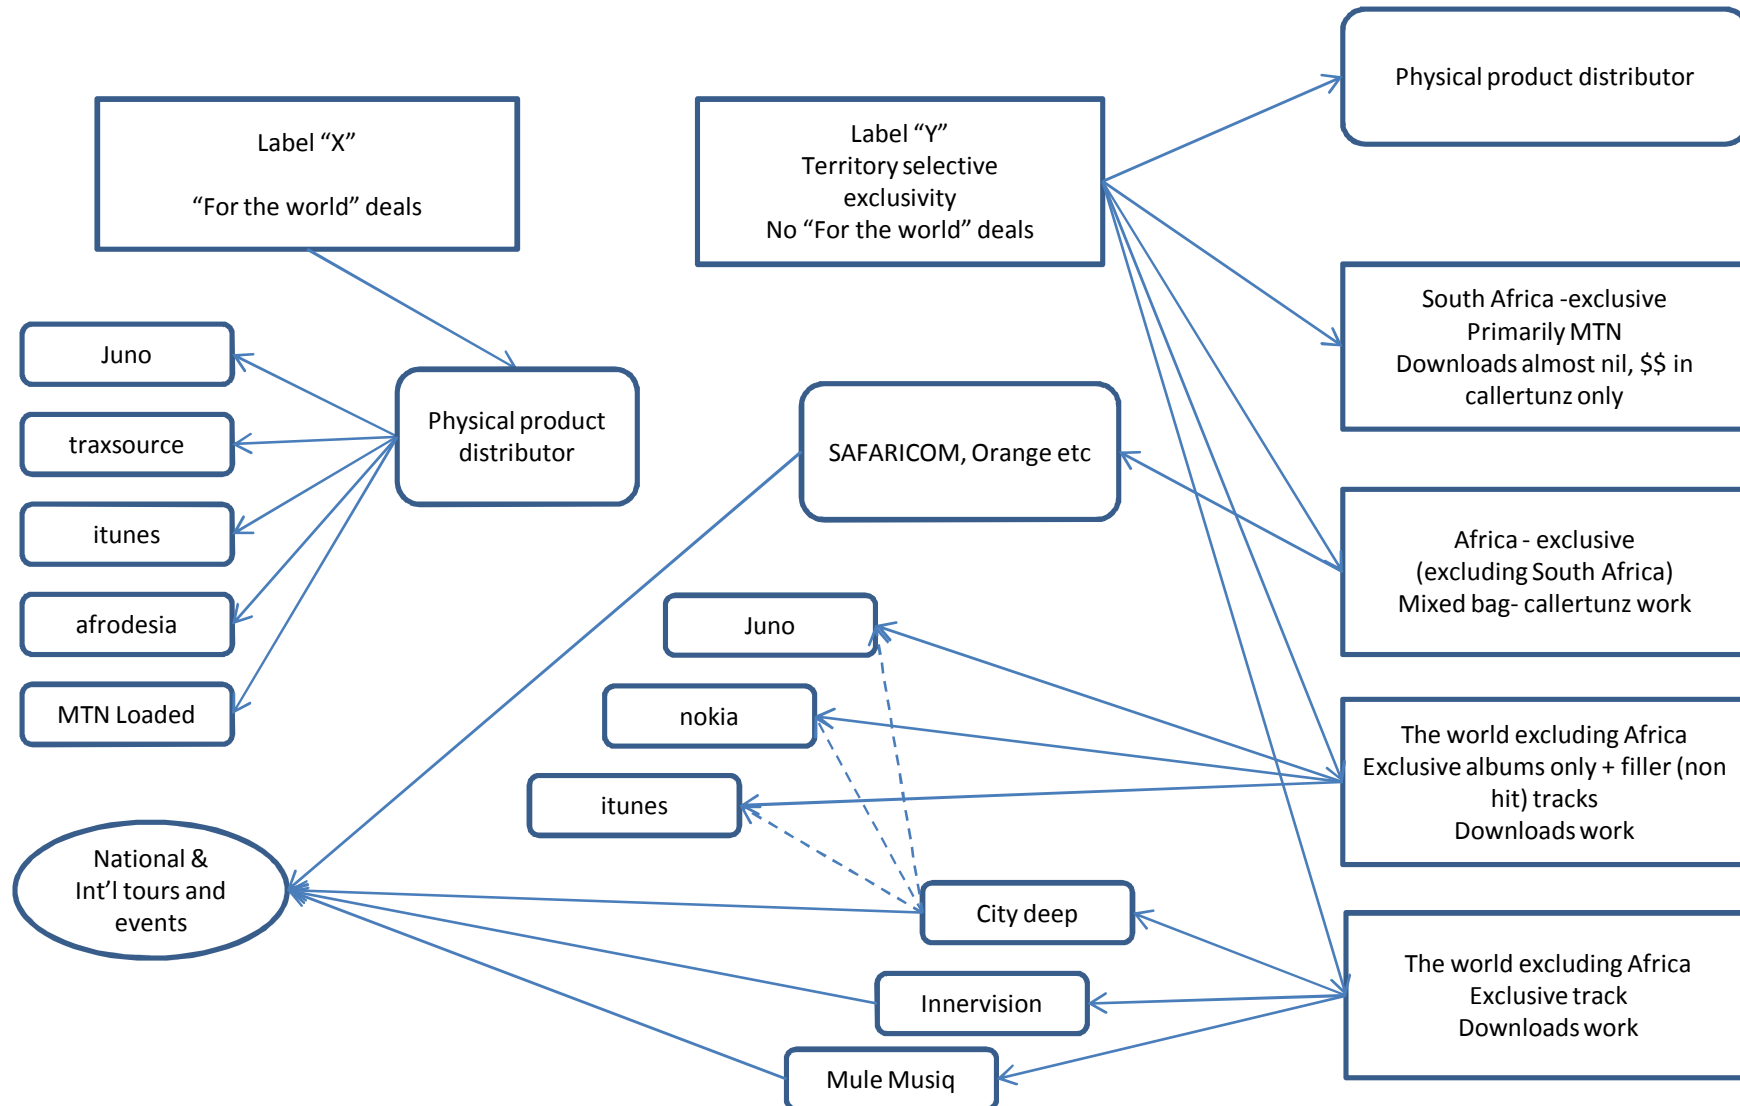 Label “X”
“For the world” deals
Label “Y”
Territory selective
exclusivity
No “For the world” deals
Physical product distributor
South Africa -exclusive
Primarily MTN
Downloads almost nil, $$ in
callertunz only
Juno
traxsource
itunes
afrodesia
MTN Loaded
Physical product
distributor
SAFARICOM, Orange etc
Africa - exclusive
(excluding South Africa)
Mixed bag- callertunz work
Juno
nokia
itunes
The world excluding Africa
Exclusive albums only + filler (non
hit) tracks
Downloads work
National &
Int’l tours and
events
City deep
Innervision
Mule Musiq
The world excluding Africa
Exclusive track
Downloads work